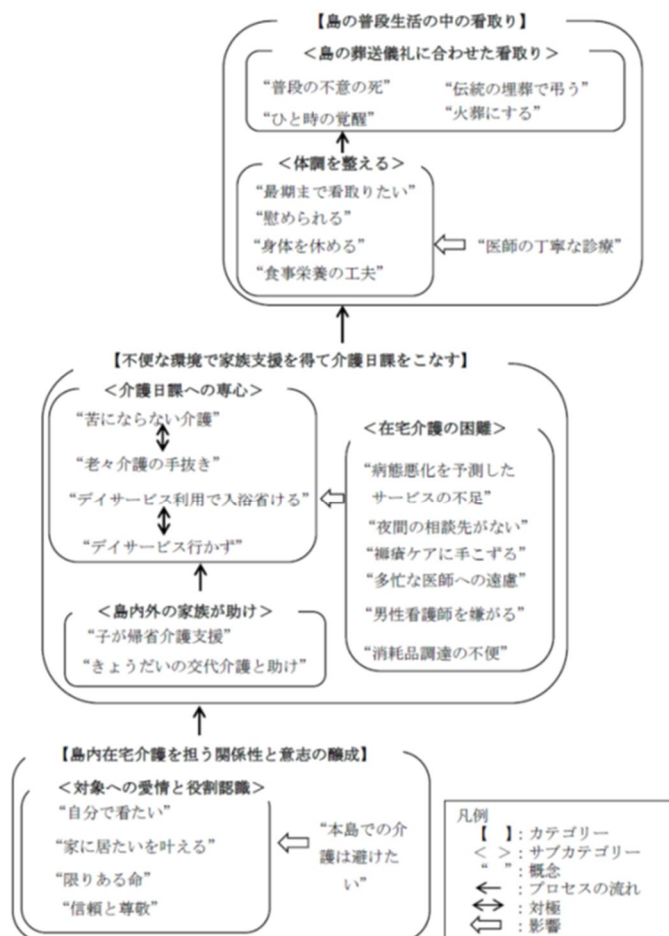 【島の普段生活の中の看取り】
＜島の葬送儀礼に合わせた看取り＞
“普段の不意の死”
“伝統の埋葬で弔う”
“ひと時の覚醒”
“火葬にする”
＜体調を整える＞
“最期まで看取りたい”
“慰められる”
“身体を休める”
“食事栄養の工夫”
“医師の丁寧な診療”
【不便な環境で家族支援を得て介護日課をこなす】
＜介護日課への専心＞
“苦にならない介護”
“老々介護の手抜き”
“デイサービス利用で入浴省ける”
“デイサービス行かず”
＜在宅介護の困難＞
“病態悪化を予測した
サービスの不足”
“夜間の相談先がない”
“褥瘡ケアに手こずる”
“多忙な医師への遠慮”
“男性看護師を嫌がる”
“消耗品調達の不便”
＜島内外の家族が助け＞
“子が帰省介護支援”
“きょうだいの交代介護と助け”
【島内在宅介護を担う関係性と意志の醸成】
＜対象への愛情と役割認識＞
“自分で看たい”
“家に居たいを叶える”
“限りある命”
“信頼と尊敬”
“本島での介
護は避けた
い”
凡例
【 】：カテゴリー
＜ ＞：サブカテゴリー
“ ”：概念
←：プロセスの流れ
↔：対極
⇦：影響